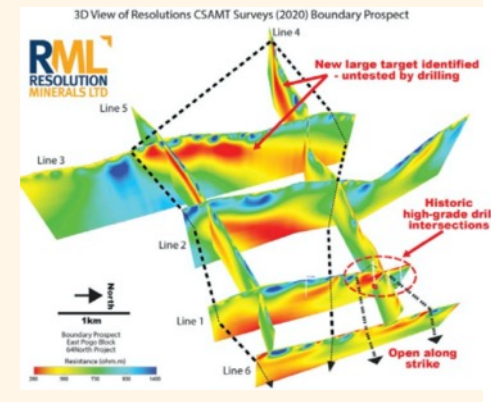 3D View of Resolutions CSAMT Surveys (2020) Boundary Prospect
RML
RESOLUTION
MINERALS LTD
Line 4
New large target identified
- untested by drilling
Line 5
Line 3
Historic
high-grade drill
intersections
Line 2
North
1km
Line 1
Boundary Prospect
East Pogo Block
64North Project
Resistance (ohm.m)
Open along
strike
Line 6